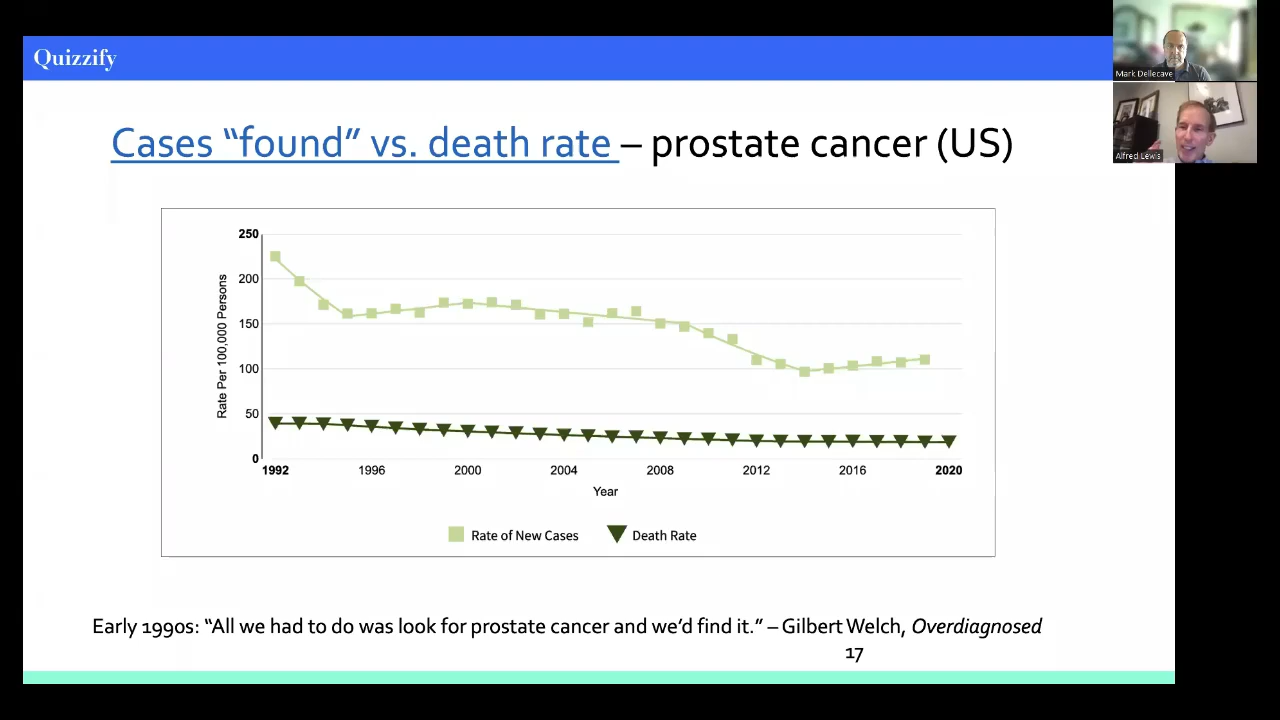 Quizzify
Mark Dellecave
Alfred Lewis
Cases “found” vs. death rate – prostate cancer (US)
250
200
150
100
50
0
Rate Per 100,000 Persons
1992 1996 2000 2004 2008 2012 2016 2020
Year
Rate of New Cases Death Rate
Early 1990s: “All we had to do was look for prostate cancer and we’d find it.” – Gilbert Welch, Overdiagnosed
17